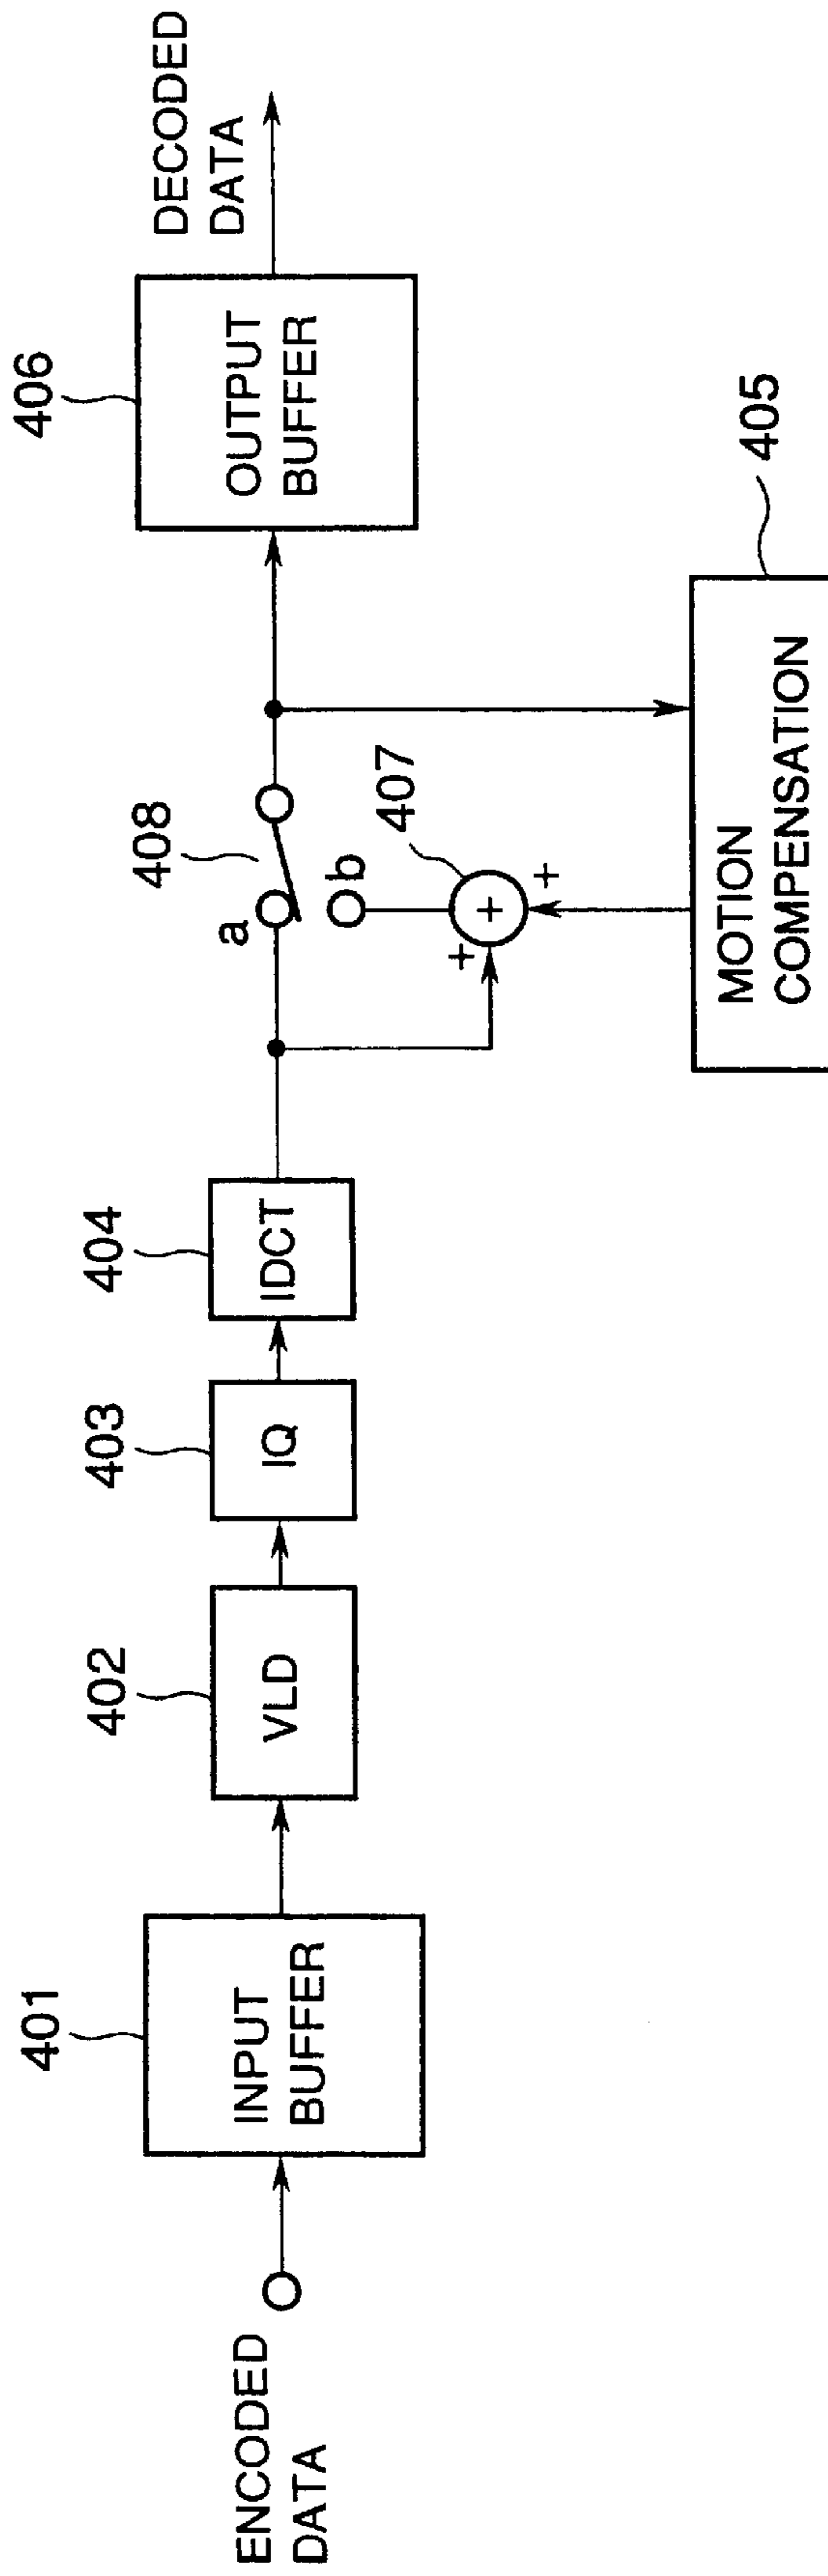 ENCODED
DATA
401
INPUT
BUFFER
402
VLD
403
IQ
404
IDCT
a
408
b
407
+
+
+
406
OUTPUT
BUFFER
DECODED
DATA
MOTION
COMPENSATION
405